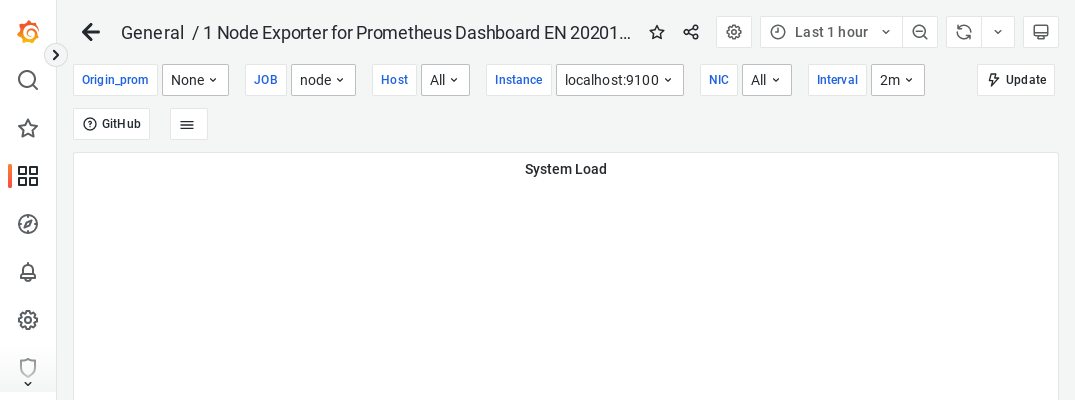 General / 1 Node Exporter for Prometheus Dashboard EN 20201... Last 1 hour
Origin_prom None JOB node Host All Instance localhost:9100 NIC All Interval 2m Update
GitHub
System Load